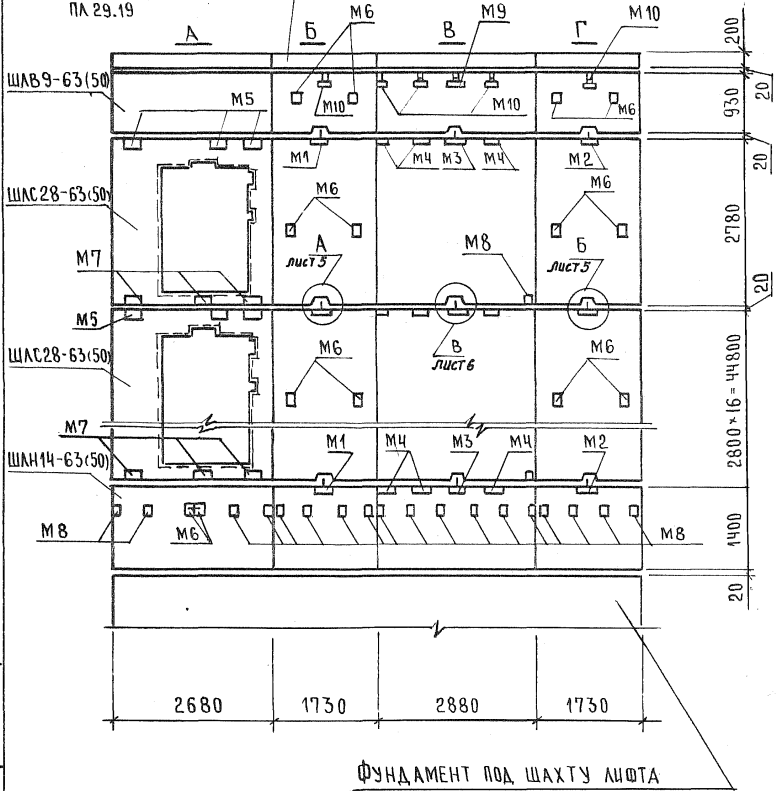 ПЛ 29.19
М6 М9 М10
А Б В Г
200
ШЛВ9-63(50)
М5 М10 М10 М6
930
20
М1 М4 М3 М4 М2
20
ШЛС28-63(50)
М6 М6
2780
А Б
лист 5 М8 лист 5
М7
20
М5
В
лист 6
ШЛС28-63(50)
М6 М6
2800×16=44800
М7
М1 М4 М3 М4 М2
ШЛН14-63(50)
М8 М6 М8
1400
20
2680 1730 2880 1730
ФУНДАМЕНТ ПОД ШАХТУ ЛИФТА